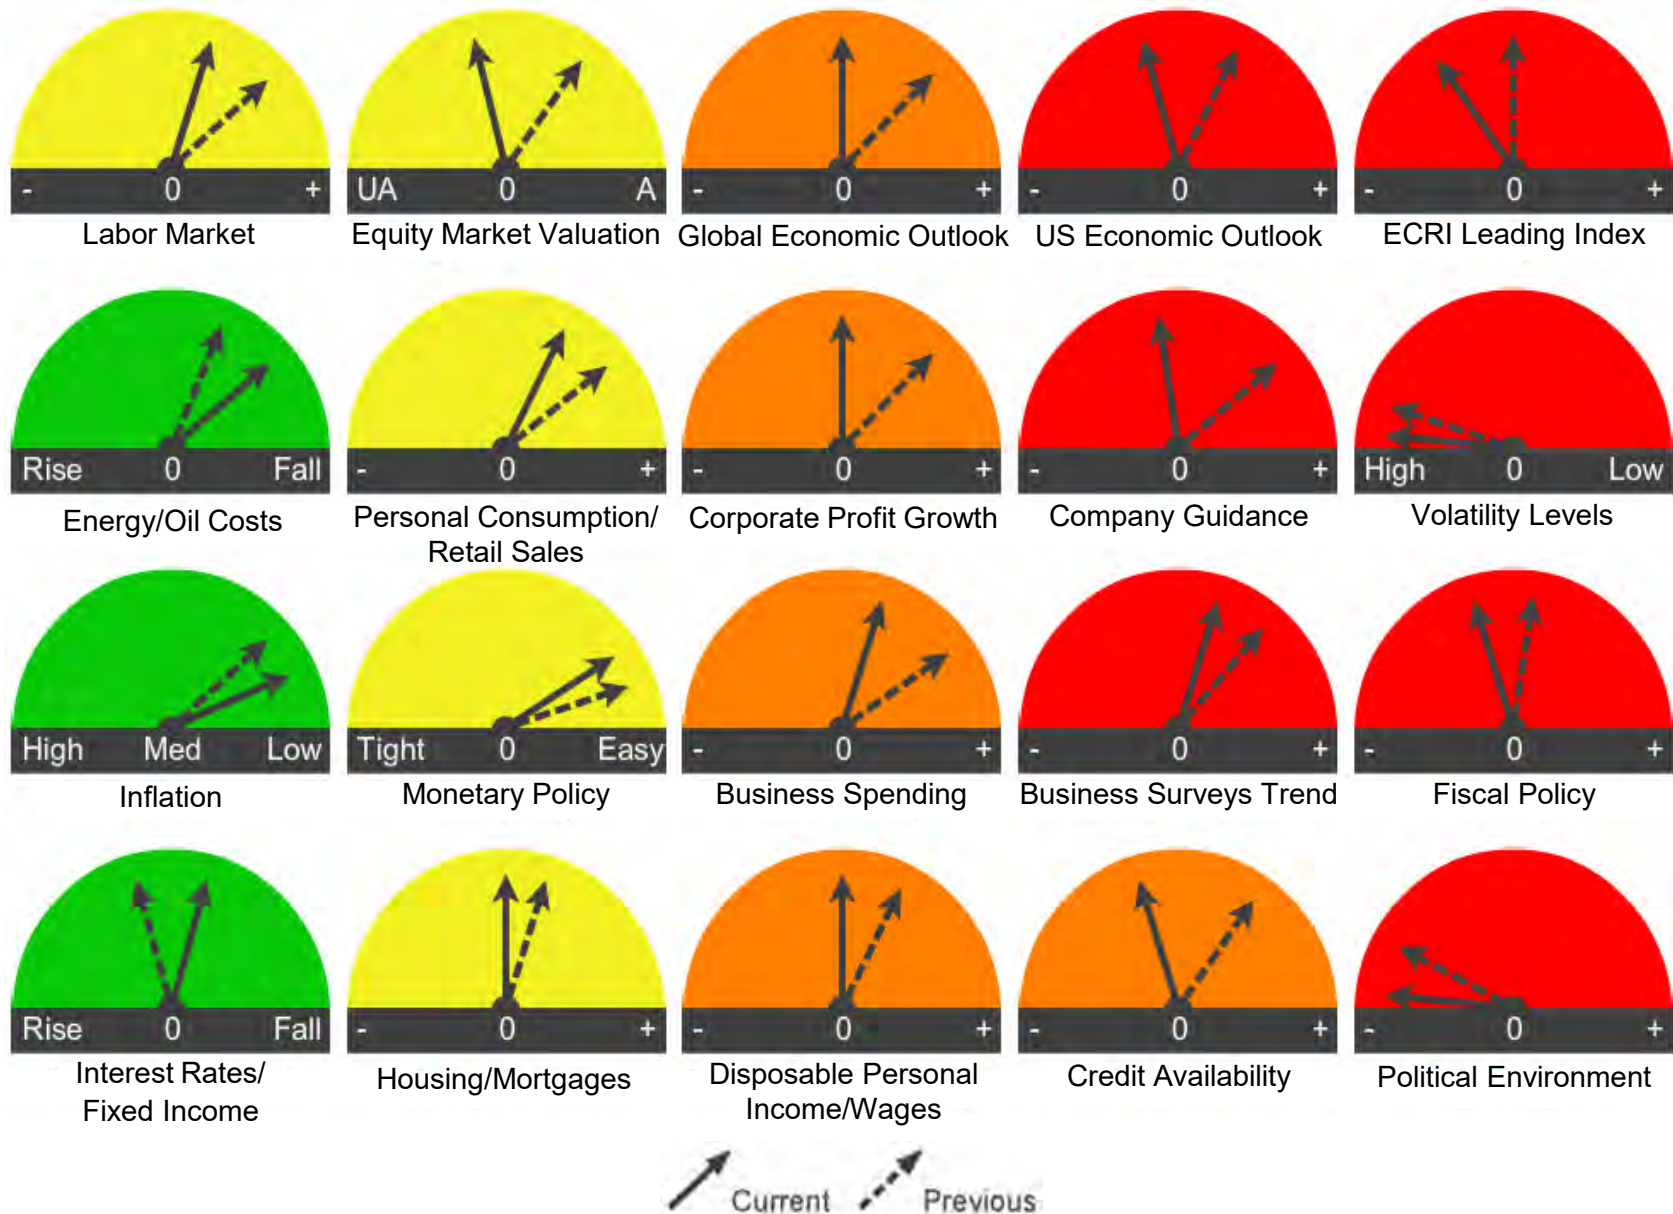 - 0 +
UA 0 A
- 0 +
- 0 +
- 0 +
Labor Market
Equity Market Valuation
Global Economic Outlook
US Economic Outlook
ECRI Leading Index
Rise 0 Fall
- 0 +
- 0 +
- 0 +
High 0 Low
Energy/Oil Costs
Personal Consumption/
Retail Sales
Corporate Profit Growth
Company Guidance
Volatility Levels
High Med Low
Tight 0 Easy
- 0 +
- 0 +
- 0 +
Inflation
Monetary Policy
Business Spending
Business Surveys Trend
Fiscal Policy
Rise 0 Fall
- 0 +
- 0 +
- 0 +
- 0 +
Interest Rates/
Fixed Income
Housing/Mortgages
Disposable Personal
Income/Wages
Credit Availability
Political Environment
Current
Previous